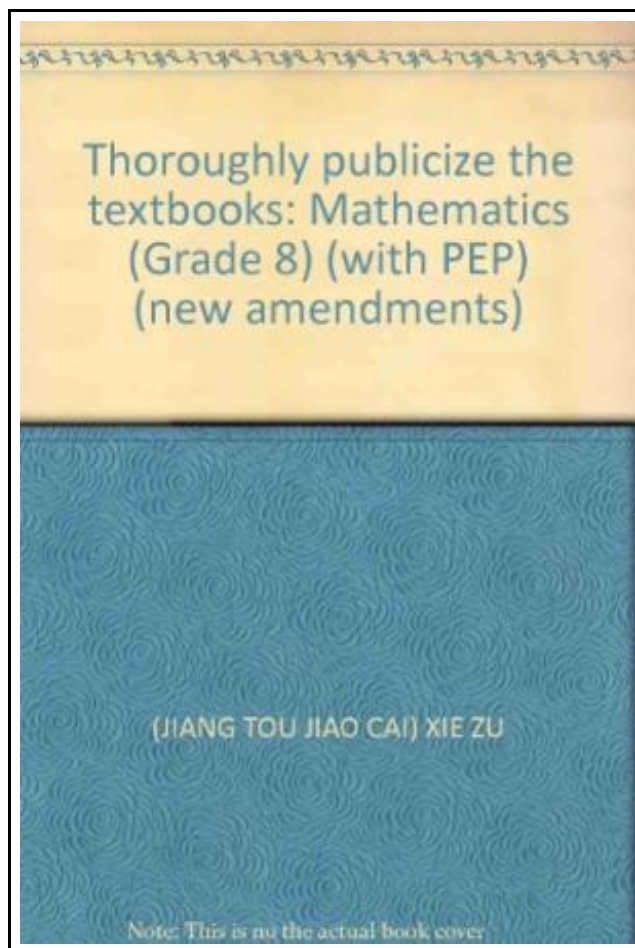 Thoroughly publicize the
textbooks: Mathematics
(Grade 8) (with PEP)
(new amendments)
(JIANG TOU JIAO CAI) XIE ZU
Note: This is no the actual book cover